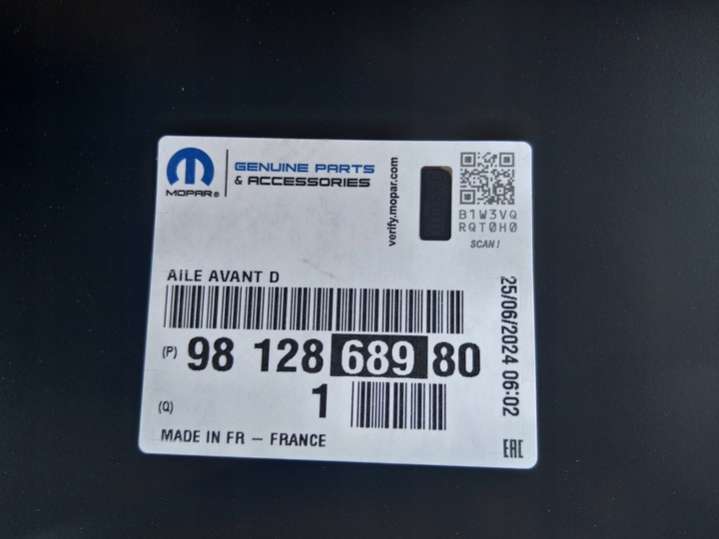 MOPAR®
GENUINE PARTS
& ACCESSORIES
verify.mopar.com
B1W3VQ
RQT0H0
SCAN!
AILE AVANT D
(P) 98 128 689 80
(Q) 1
MADE IN FR – FRANCE
25/06/2024 06:02
EAC